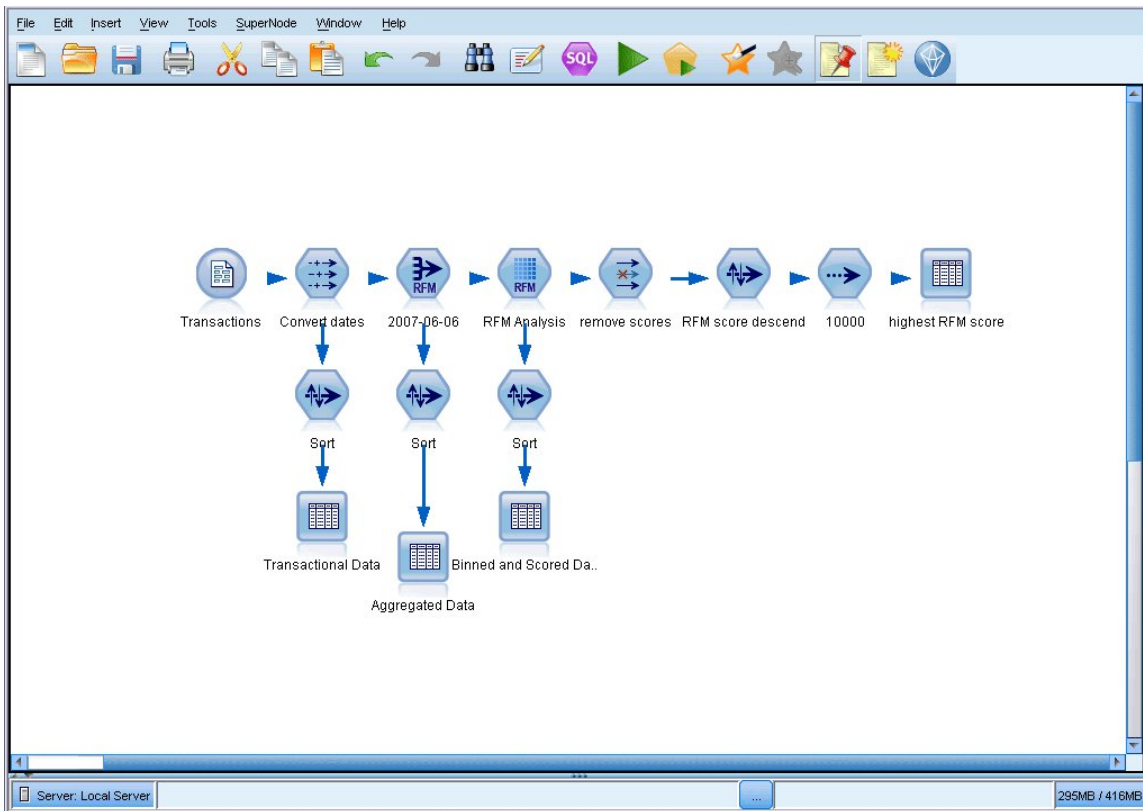 File Edit Insert View Tools SuperNode Window Help
SQL
RFM RFM
Transactions Convert dates 2007-06-06 RFM Analysis remove scores RFM score descend 10000 highest RFM score
Sort Sort Sort
Transactional Data Binned and Scored Da..
Aggregated Data
Server: Local Server ... 295MB / 416MB